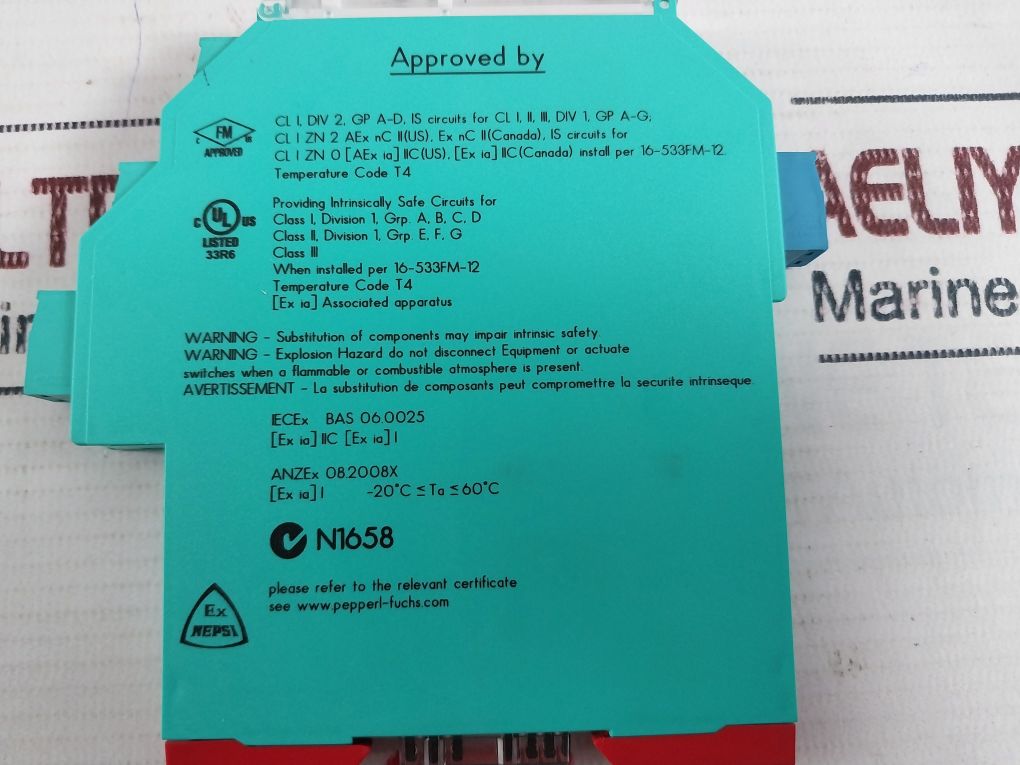 Approved by
CL I, DIV 2, GP A-D, IS circuits for CL I, II, III, DIV 1, GP A-G;
CL I ZN 2 AEx nC II(US), Ex nC II(Canada), IS circuits for
CL I ZN 0 [AEx ia] IIC(US), [Ex ia] IIC(Canada) install per 16-533FM-12.
Temperature Code T4
FM
C US
APPROVED
Providing Intrinsically Safe Circuits for
Class I, Division 1, Grp. A, B, C, D
Class II, Division 1, Grp. E, F, G
Class III
When installed per 16-533FM-12
Temperature Code T4
[Ex ia] Associated apparatus
C UL US
LISTED
33R6
WARNING - Substitution of components may impair intrinsic safety.
WARNING - Explosion Hazard do not disconnect Equipment or actuate
switches when a flammable or combustible atmosphere is present.
AVERTISSEMENT - La substitution de composants peut compromettre la securite intrinseque.
IECEx BAS 06.0025
[Ex ia] IIC [Ex ia] I
ANZEx 08.2008X
[Ex ia] I -20°C ≤ Ta ≤ 60°C
N1658
please refer to the relevant certificate
see www.pepperl-fuchs.com
Ex
NEPSI
AELIY
Marine